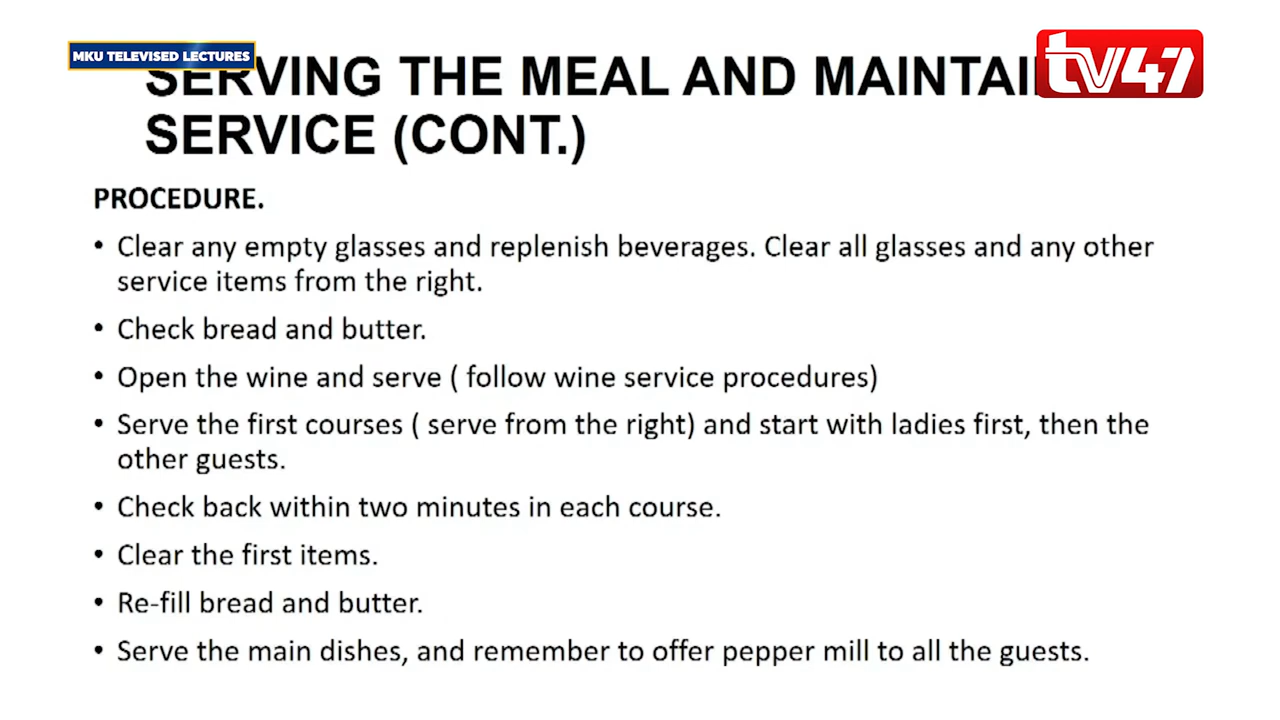 MKU TELEVISED LECTURES
tv47
SERVING THE MEAL AND
SERVICE (CONT.)
PROCEDURE.
• Clear any empty glasses and replenish beverages. Clear all glasses and any other
service items from the right.
• Check bread and butter.
• Open the wine and serve ( follow wine service procedures)
• Serve the first courses ( serve from the right) and start with ladies first, then the
other guests.
• Check back within two minutes in each course.
• Clear the first items.
• Re-fill bread and butter.
• Serve the main dishes, and remember to offer pepper mill to all the guests.